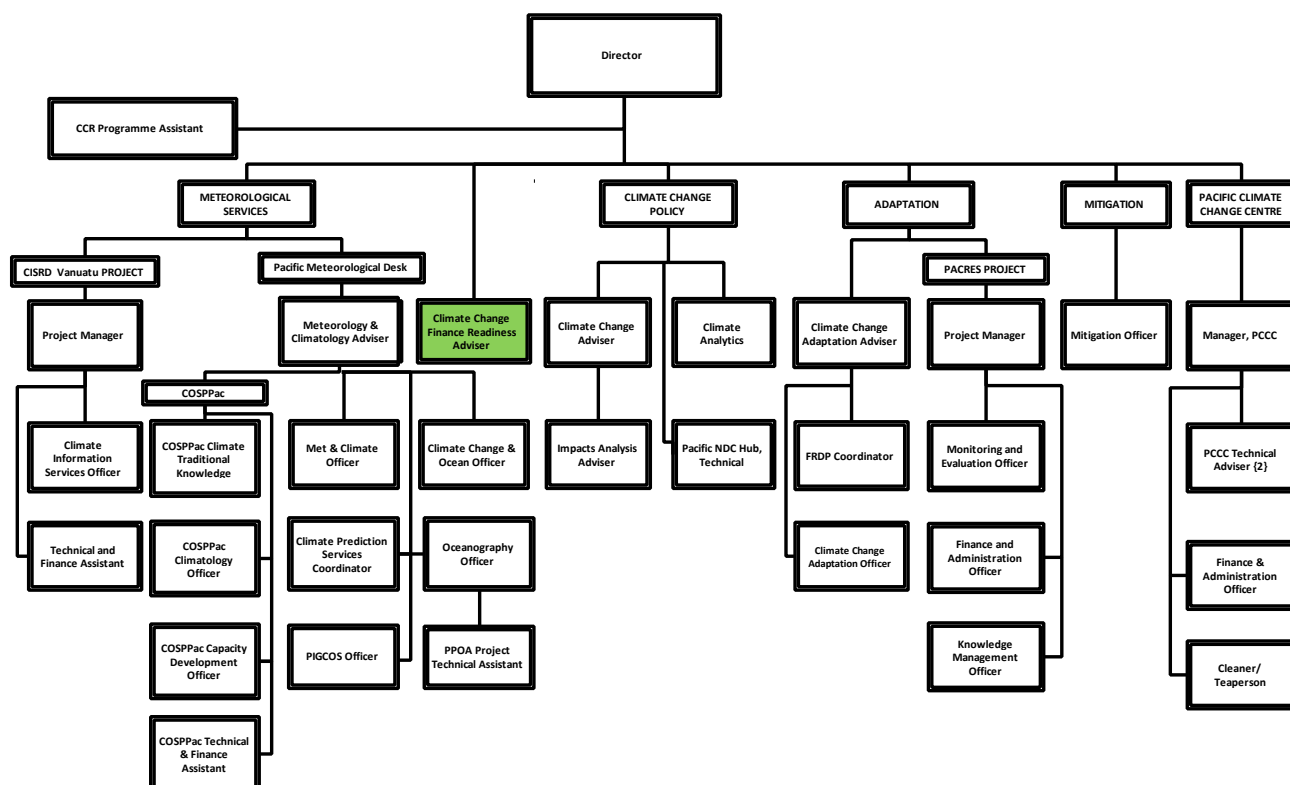 Director
CCR Programme Assistant
METEOROLOGICAL
SERVICES
CLIMATE CHANGE
POLICY
ADAPTATION
MITIGATION
PACIFIC CLIMATE
CHANGE CENTRE
CISRD Vanuatu PROJECT
Pacific Meteorological Desk
PACRES PROJECT
Project Manager
Meteorology &
Climatology Adviser
Climate Change
Finance Readiness
Adviser
Climate Change
Adviser
Climate
Analytics
Climate Change
Adaptation Adviser
Project Manager
Mitigation Officer
Manager, PCCC
COSPPac
Climate
Information
Services Officer
COSPPac Climate
Traditional
Knowledge
Met & Climate
Officer
Climate Change &
Ocean Officer
Impacts Analysis
Adviser
Pacific NDC Hub,
Technical
FRDP Coordinator
Monitoring and
Evaluation Officer
PCCC Technical
Adviser {2}
Technical and
Finance Assistant
COSPPac
Climatology
Officer
Climate Prediction
Services
Coordinator
Oceanography
Officer
Climate Change
Adaptation Officer
Finance and
Administration
Officer
Finance &
Administration
Officer
COSPPac Capacity
Development
Officer
PIGCOS Officer
PPOA Project
Technical Assistant
Knowledge
Management
Officer
Cleaner/
Teaperson
COSPPac Technical
& Finance
Assistant